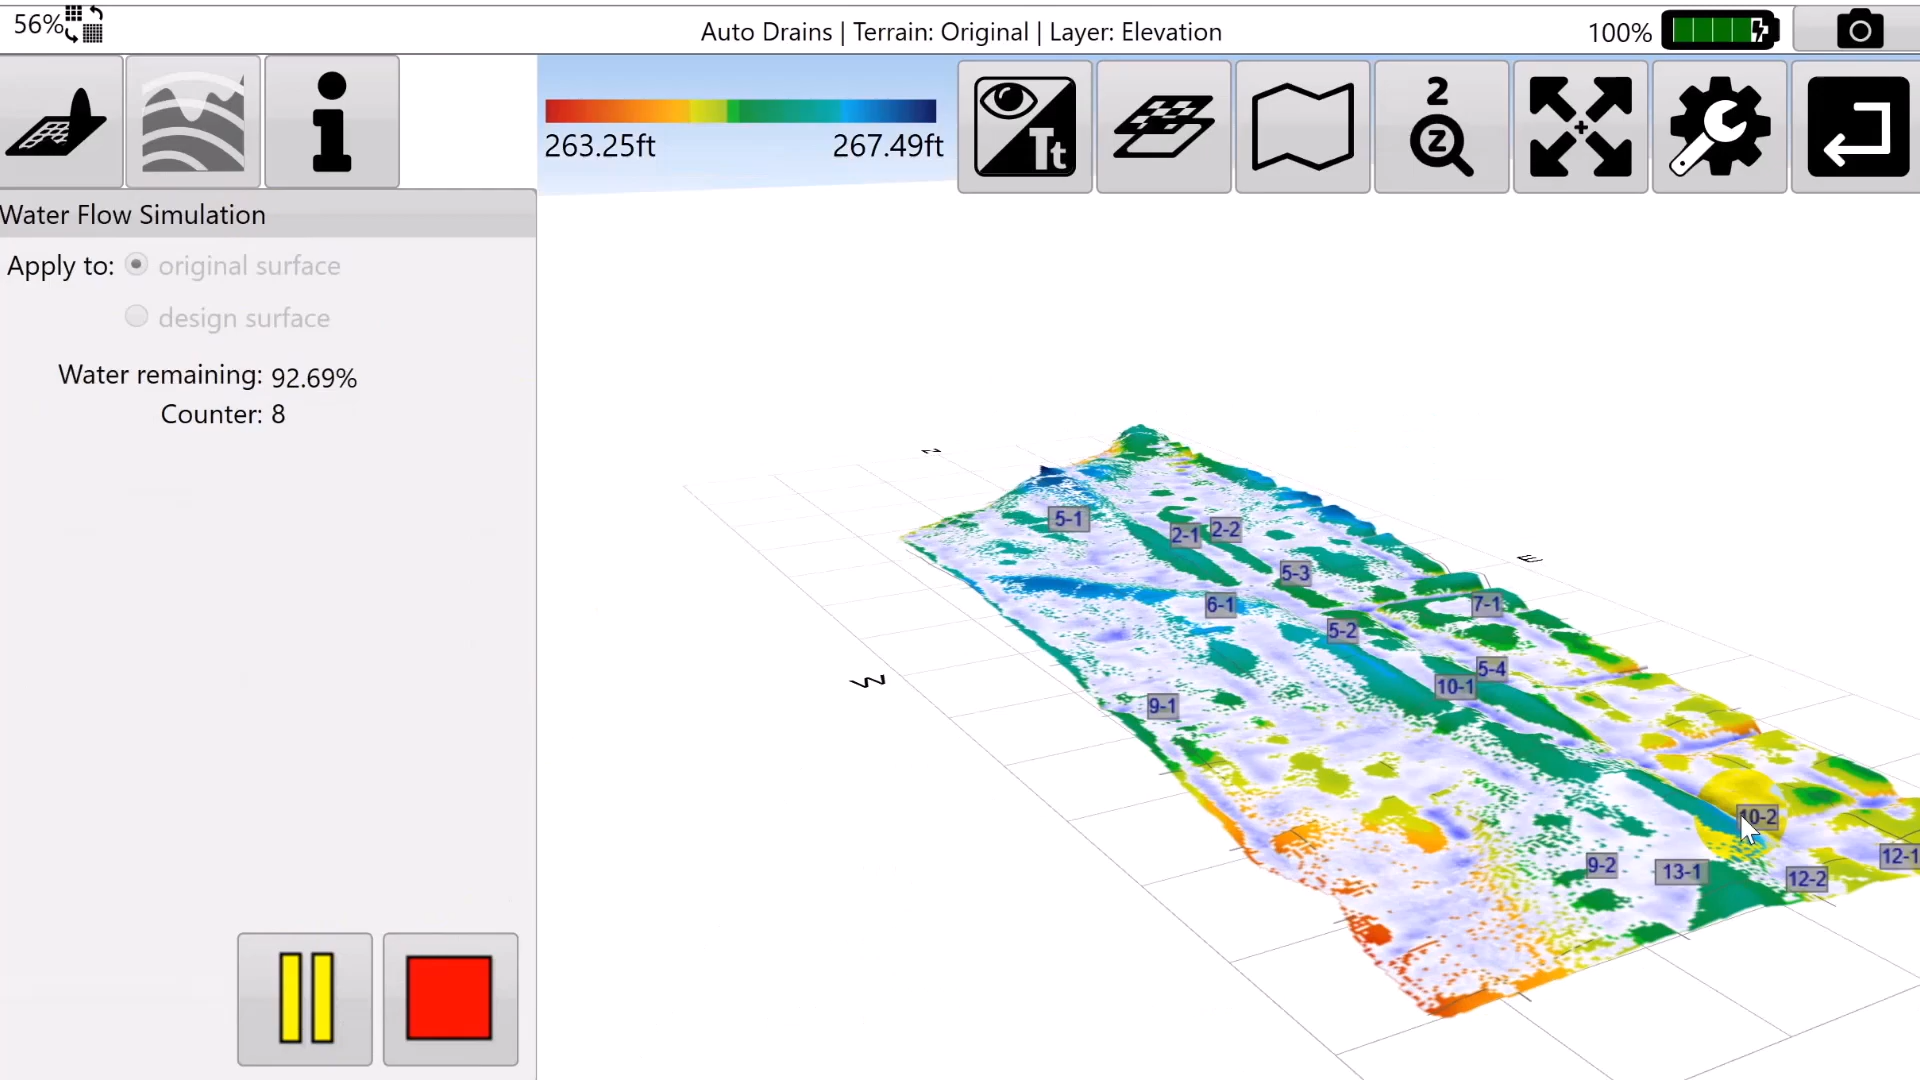 56%
Auto Drains | Terrain: Original | Layer: Elevation
100%
263.25ft
267.49ft
Tt
2
Z
Water Flow Simulation
Apply to: original surface
design surface
Water remaining: 92.69%
Counter: 8
N
E
W
5-1
2-1
2-2
5-3
6-1
7-1
5-2
5-4
10-1
9-1
10-2
9-2
13-1
12-2
12-1